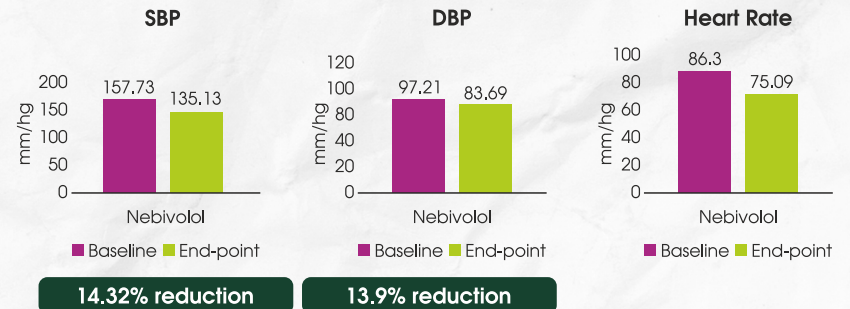 SBP
200
150
100
50
0
mm/hg
157.73
135.13
Nebivolol
Baseline End-point
14.32% reduction
DBP
120
100
80
60
40
20
0
mm/hg
97.21
83.69
Nebivolol
Baseline End-point
13.9% reduction
Heart Rate
100
80
60
40
20
0
mm/hg
86.3
75.09
Nebivolol
Baseline End-point